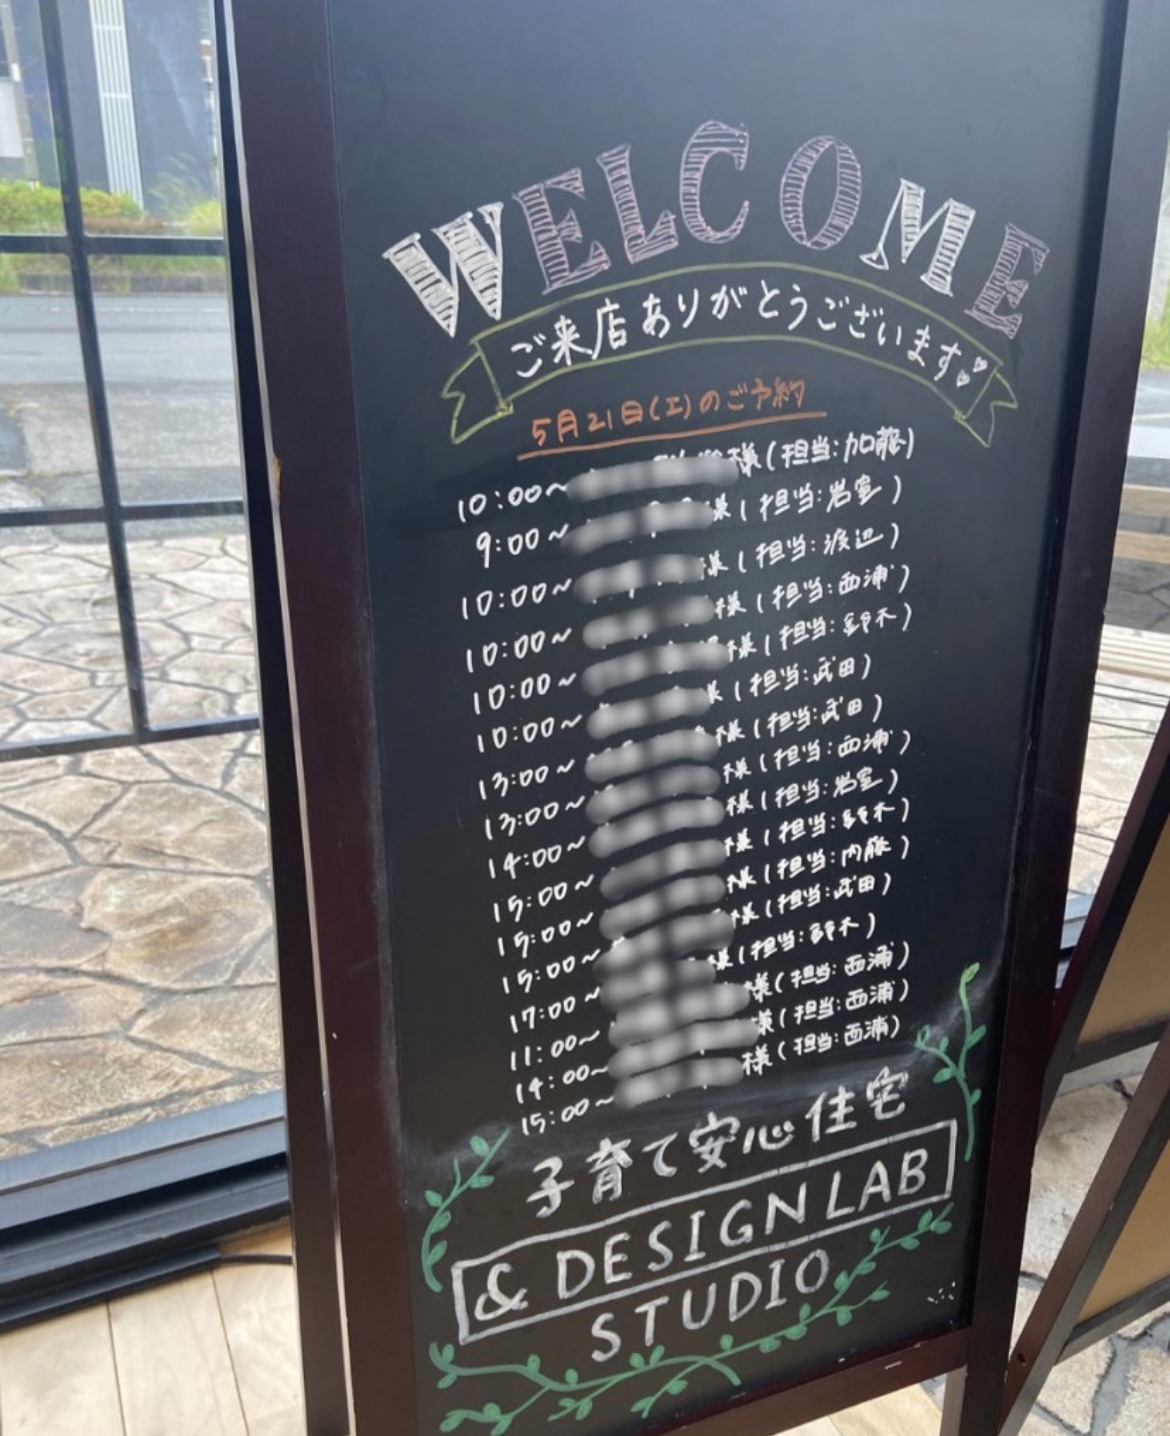 WELCOME
ご来店ありがとうございます
5月21日(土)のご予約
10:00~ 様(担当:加藤)
9:00~ 様(担当:岩室)
10:00~ 様(担当:渡辺)
10:00~ 様(担当:西浦)
10:00~ 様(担当:鈴木)
10:00~ 様(担当:武田)
13:00~ 様(担当:武田)
13:00~ 様(担当:西浦)
14:00~ 様(担当:岩室)
15:00~ 様(担当:鈴木)
15:00~ 様(担当:内藤)
15:00~ 様(担当:武田)
17:00~ 様(担当:鈴木)
11:00~ 様(担当:西浦)
14:00~ 様(担当:西浦)
15:00~ 様(担当:西浦)
子育て安心住宅
& DESIGN LAB
STUDIO